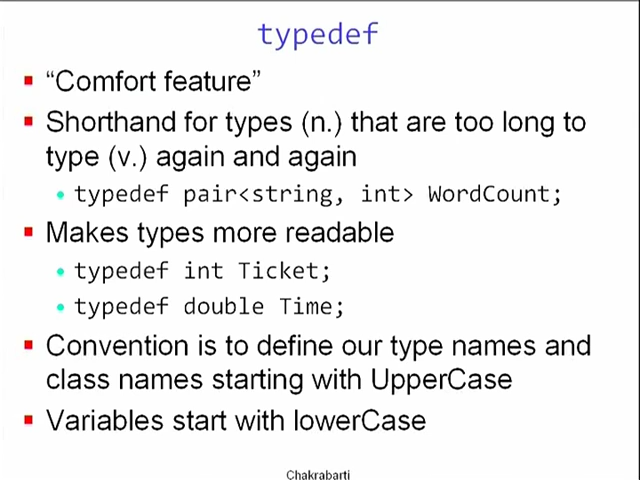 typedef
“Comfort feature”
Shorthand for types (n.) that are too long to
type (v.) again and again
typedef pair<string, int> WordCount;
Makes types more readable
typedef int Ticket;
typedef double Time;
Convention is to define our type names and
class names starting with UpperCase
Variables start with lowerCase
Chakrabarti